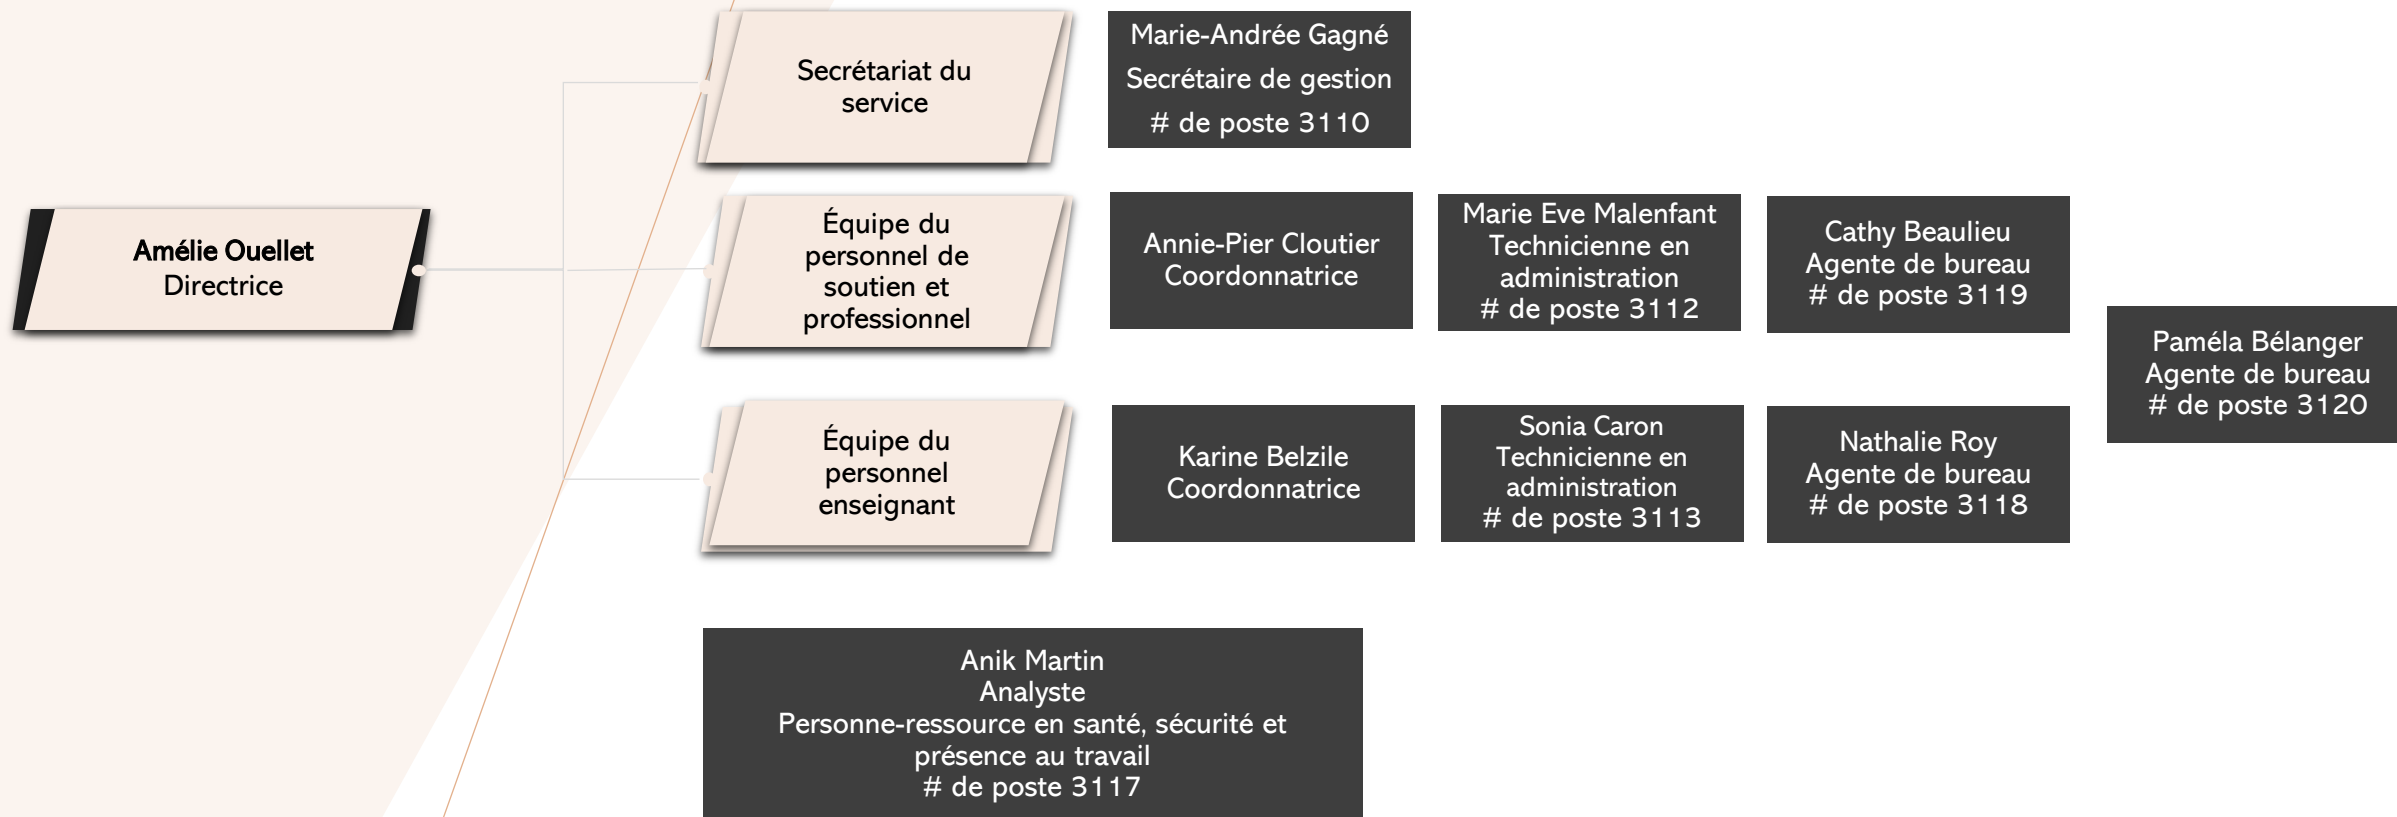 Amélie Ouellet
Directrice
Secrétariat du
service
Marie-Andrée Gagné
Secrétaire de gestion
# de poste 3110
Équipe du
personnel de
soutien et
professionnel
Annie-Pier Cloutier
Coordonnatrice
Marie Eve Malenfant
Technicienne en
administration
# de poste 3112
Cathy Beaulieu
Agente de bureau
# de poste 3119
Paméla Bélanger
Agente de bureau
# de poste 3120
Équipe du
personnel
enseignant
Karine Belzile
Coordonnatrice
Sonia Caron
Technicienne en
administration
# de poste 3113
Nathalie Roy
Agente de bureau
# de poste 3118
Anik Martin
Analyste
Personne-ressource en santé, sécurité et
présence au travail
# de poste 3117